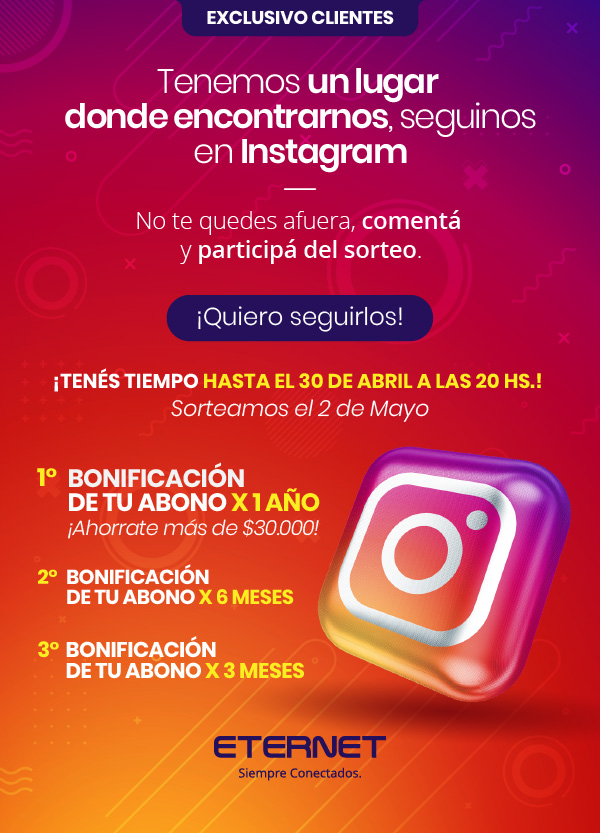 EXCLUSIVO CLIENTES
Tenemos un lugar
donde encontrarnos, seguinos
en Instagram
No te quedes afuera, comentá
y participá del sorteo.
¡Quiero seguirlos!
¡TENÉS TIEMPO HASTA EL 30 DE ABRIL A LAS 20 HS.!
Sorteamos el 2 de Mayo
1º BONIFICACIÓN
DE TU ABONO X 1 AÑO
¡Ahorrate más de $30.000!
2º BONIFICACIÓN
DE TU ABONO X 6 MESES
3º BONIFICACIÓN
DE TU ABONO X 3 MESES
ETERNET
Siempre Conectados.